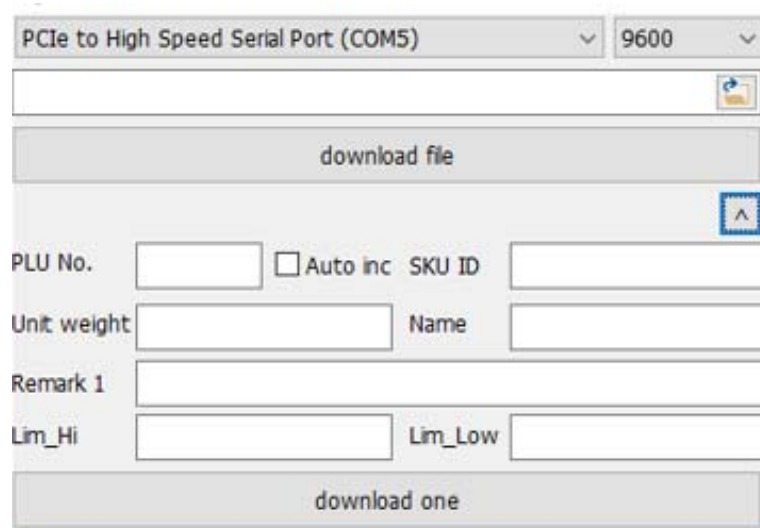 PCIe to High Speed Serial Port (COM5) 9600
download file
^
PLU No. Auto inc SKU ID
Unit weight Name
Remark 1
Lim_Hi Lim_Low
download one